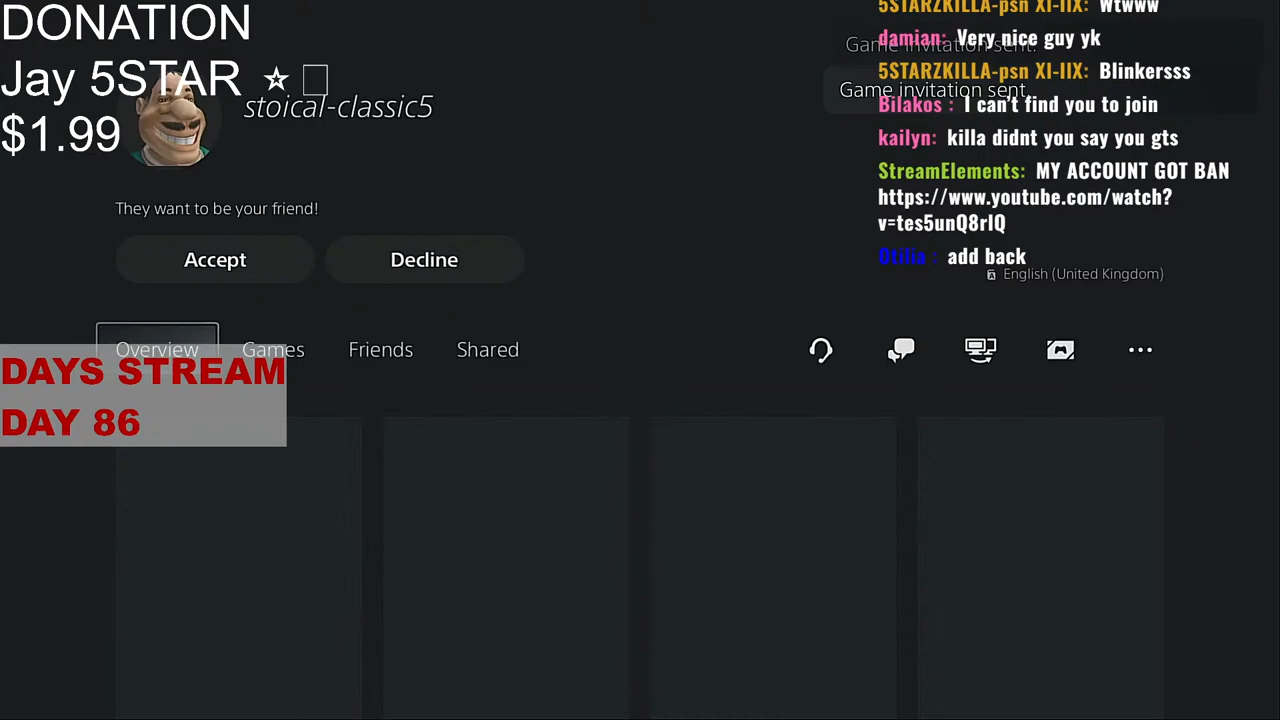 DONATION
Jay 5STAR ☆
$1.99
stoical-classic5
They want to be your friend!
Accept
Decline
Overview
Games
Friends
Shared
DAYS STREAM
DAY 86
5STARZKILLA-psn XI-IIX: Wtwww
damian: Very nice guy yk
Game invitation sent.
5STARZKILLA-psn XI-IIX: Blinkersss
Game invitation sent.
Bilakos : I can't find you to join
kailyn: killa didnt you say you gts
StreamElements: MY ACCOUNT GOT BAN
https://www.youtube.com/watch?
v=tes5unQ8rIQ
Otilia : add back
English (United Kingdom)